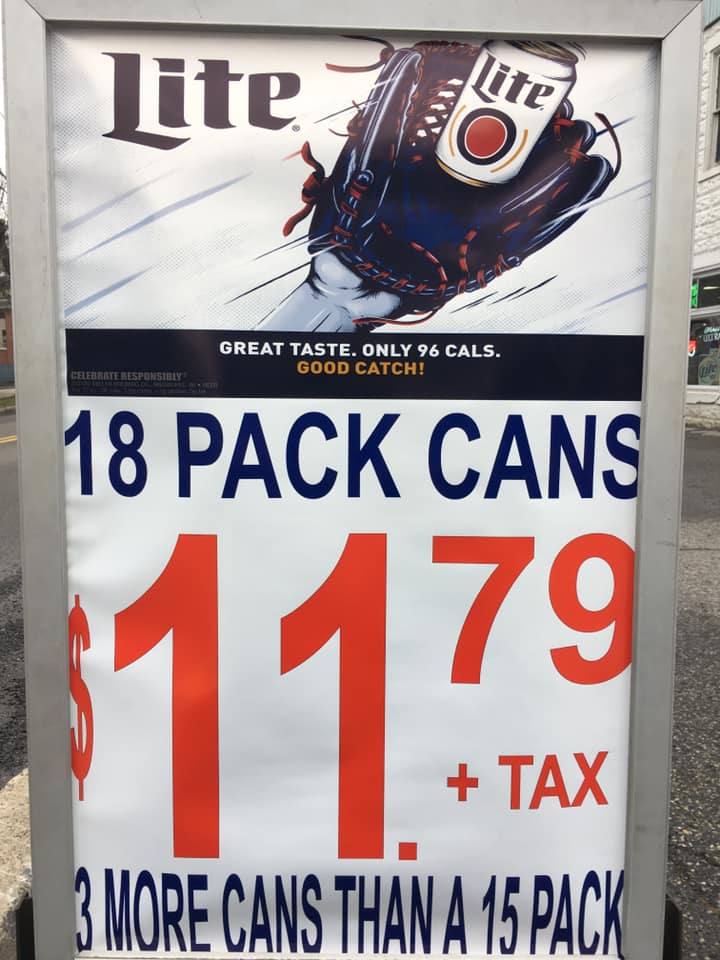 Lite
Lite
GREAT TASTE. ONLY 96 CALS.
GOOD CATCH!
CELEBRATE RESPONSIBLY
18 PACK CANS
$11.79
+ TAX
3 MORE CANS THAN A 15 PACK